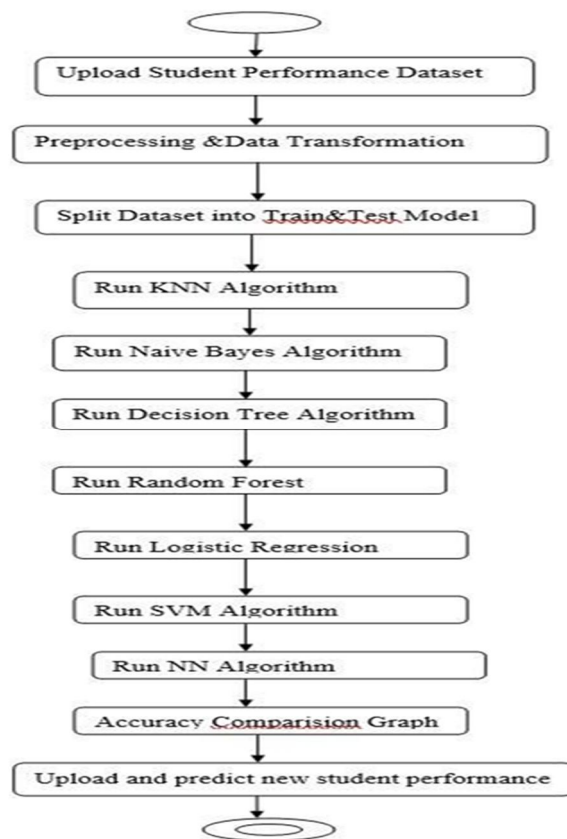 Upload Student Performance Dataset
Preprocessing &Data Transformation
Split Dataset into Train&Test Model
Run KNN Algorithm
Run Naive Bayes Algorithm
Run Decision Tree Algorithm
Run Random Forest
Run Logistic Regression
Run SVM Algorithm
Run NN Algorithm
Accuracy Comparision Graph
Upload and predict new student performance